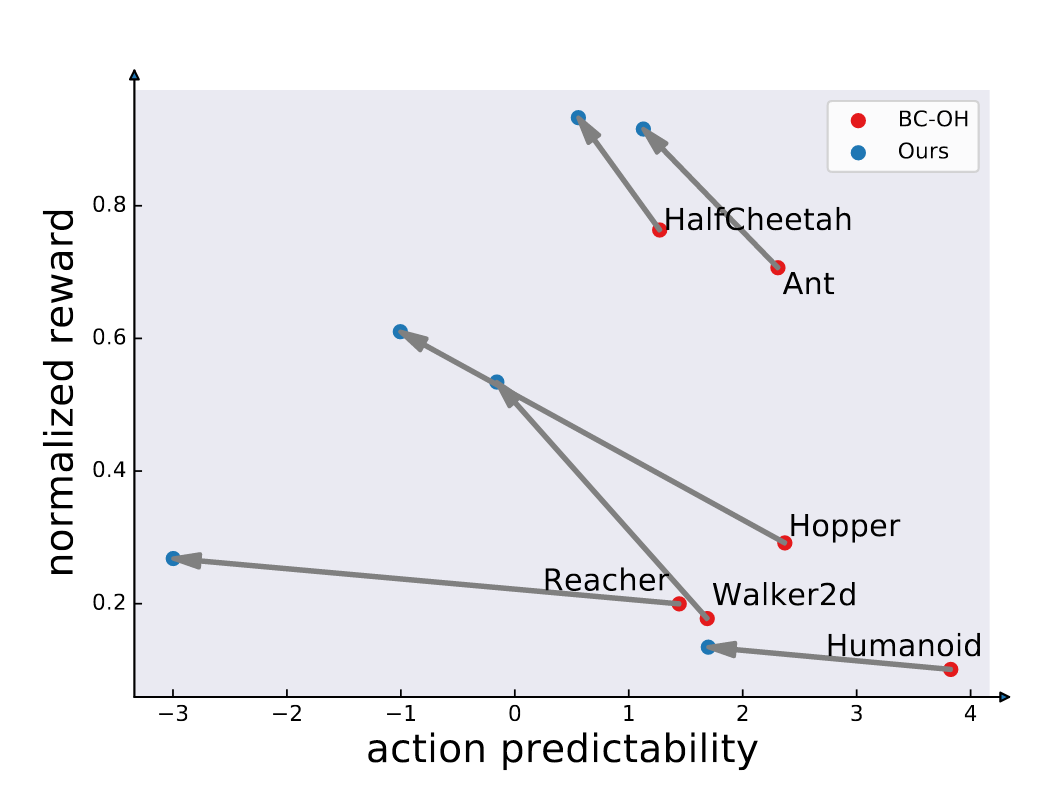 BC-OH
Ours
HalfCheetah
Ant
Hopper
Reacher
Walker2d
Humanoid
normalized reward
0.8
0.6
0.4
0.2
−3 −2 −1 0 1 2 3 4
action predictability